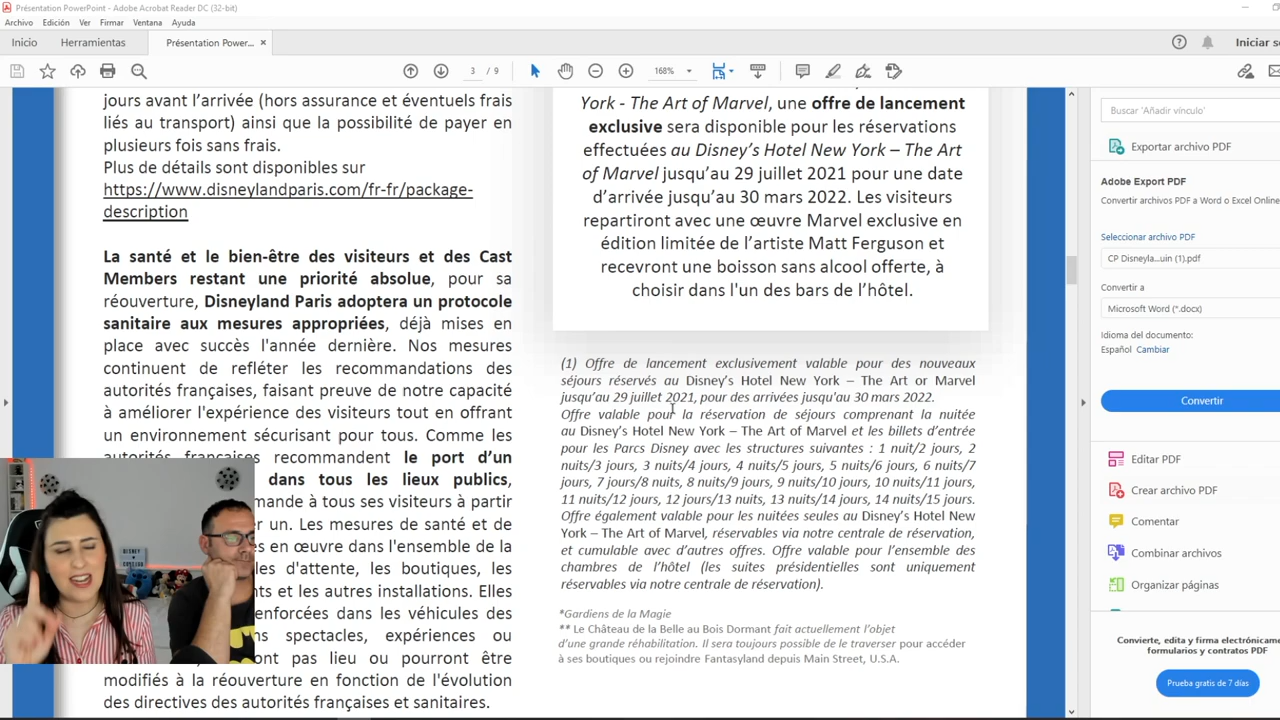 Présentation PowerPoint - Adobe Acrobat Reader DC (32-bit)
Archivo Edición Ver Firmar Ventana Ayuda
Inicio Herramientas Présentation Power... × Iniciar se
3 / 9 168%
jours avant l'arrivée (hors assurance et éventuels frais
liés au transport) ainsi que la possibilité de payer en
plusieurs fois sans frais.
Plus de détails sont disponibles sur
https://www.disneylandparis.com/fr-fr/package-
description
La santé et le bien-être des visiteurs et des Cast
Members restant une priorité absolue, pour sa
réouverture, Disneyland Paris adoptera un protocole
sanitaire aux mesures appropriées, déjà mises en
place avec succès l'année dernière. Nos mesures
continuent de refléter les recommandations des
autorités françaises, faisant preuve de notre capacité
à améliorer l'expérience des visiteurs tout en offrant
un environnement sécurisant pour tous. Comme les
autorités françaises recommandent le port d'un
dans tous les lieux publics,
mande à tous ses visiteurs à partir
er un. Les mesures de santé et de
s en œuvre dans l'ensemble de la
les d'attente, les boutiques, les
nts et les autres installations. Elles
enforcées dans les véhicules des
ns spectacles, expériences ou
ont pas lieu ou pourront être
modifiés à la réouverture en fonction de l'évolution
des directives des autorités françaises et sanitaires.
York - The Art of Marvel, une offre de lancement
exclusive sera disponible pour les réservations
effectuées au Disney's Hotel New York – The Art
of Marvel jusqu'au 29 juillet 2021 pour une date
d'arrivée jusqu'au 30 mars 2022. Les visiteurs
repartiront avec une œuvre Marvel exclusive en
édition limitée de l'artiste Matt Ferguson et
recevront une boisson sans alcool offerte, à
choisir dans l'un des bars de l'hôtel.
(1) Offre de lancement exclusivement valable pour des nouveaux
séjours réservés au Disney's Hotel New York – The Art or Marvel
jusqu'au 29 juillet 2021, pour des arrivées jusqu'au 30 mars 2022.
Offre valable pour la réservation de séjours comprenant la nuitée
au Disney's Hotel New York – The Art of Marvel et les billets d'entrée
pour les Parcs Disney avec les structures suivantes : 1 nuit/2 jours, 2
nuits/3 jours, 3 nuits/4 jours, 4 nuits/5 jours, 5 nuits/6 jours, 6 nuits/7
jours, 7 jours/8 nuits, 8 nuits/9 jours, 9 nuits/10 jours, 10 nuits/11 jours,
11 nuits/12 jours, 12 jours/13 nuits, 13 nuits/14 jours, 14 nuits/15 jours.
Offre également valable pour les nuitées seules au Disney's Hotel New
York – The Art of Marvel, réservées via notre centrale de réservation,
et cumulable avec d'autres offres. Offre valable pour l'ensemble des
chambres de l'hôtel (les suites présidentielles sont uniquement
réservables via notre centrale de réservation).
*Gardiens de la Magie
** Le Château de la Belle au Bois Dormant fait actuellement l'objet
d'une grande réhabilitation. Il sera toujours possible de traverser pour accéder
à ses boutiques ou rejoindre Fantasyland depuis Main Street, U.S.A.
Buscar 'Añadir vínculo'
Exportar archivo PDF
Adobe Export PDF
Convertir archivos PDF a Word o Excel Online
Seleccionar archivo PDF
CP Disneyla...uin (1).pdf
Convertir a
Microsoft Word (*.docx)
Idioma del documento:
Español Cambiar
Convertir
Editar PDF
Crear archivo PDF
Comentar
Combinar archivos
Organizar páginas
Convierte, edita y firma electrónicame
formularios y contratos PDF
Prueba gratis de 7 días